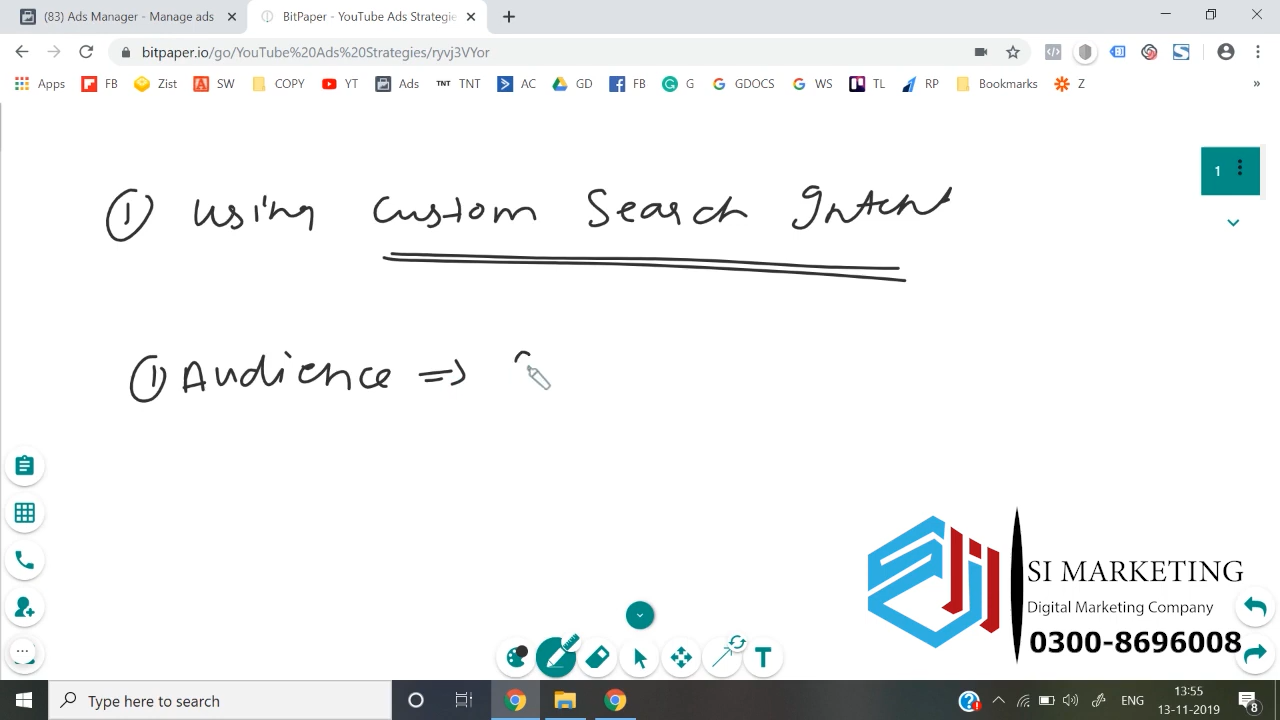 (83) Ads Manager - Manage ads
BitPaper - YouTube Ads Strategie
bitpaper.io/go/YouTube%20Ads%20Strategies/ryvj3VYor
Apps FB Zist SW COPY YT Ads TNT TNT AC GD FB G GDOCS WS TL RP Bookmarks Z »
1
① Using Custom Search Intent
① Audience =>
SI MARKETING
Digital Marketing Company
0300-8696008
T
Type here to search
ENG
13:55
13-11-2019
8